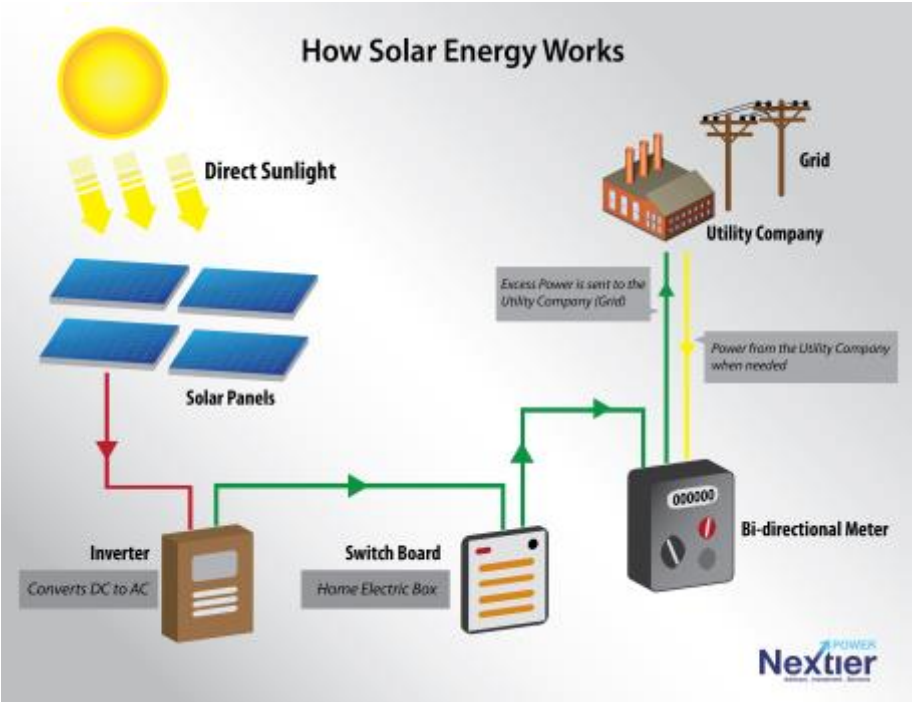 How Solar Energy Works
Direct Sunlight
Grid
Utility Company
Excess Power is sent to the
Utility Company (Grid)
Power from the Utility Company
when needed
Solar Panels
000000
Bi-directional Meter
Inverter
Converts DC to AC
Switch Board
Home Electric Box
POWER
Nextier